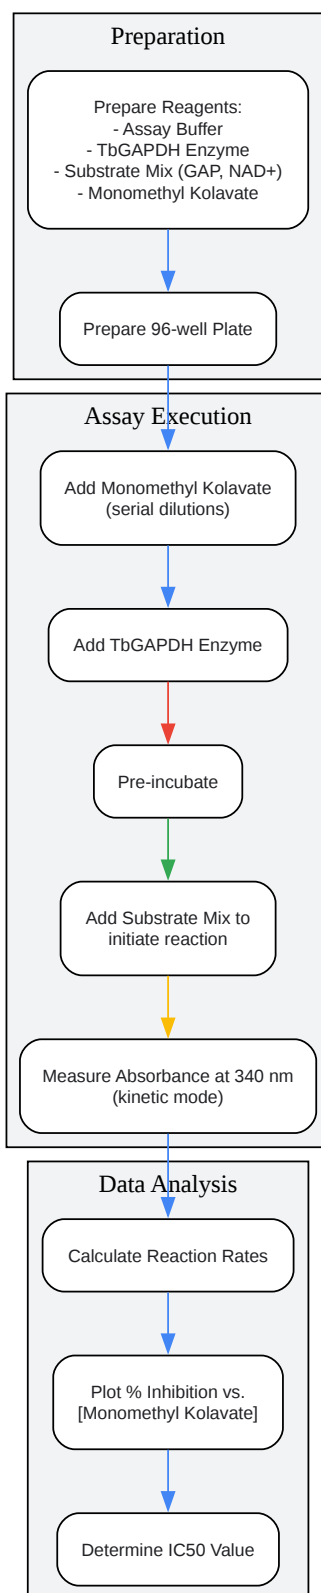 Preparation
Prepare Reagents:
- Assay Buffer
- TbGAPDH Enzyme
- Substrate Mix (GAP, NAD+)
- Monomethyl Kolavate
Prepare 96-well Plate
Assay Execution
Add Monomethyl Kolavate
(serial dilutions)
Add TbGAPDH Enzyme
Pre-incubate
Add Substrate Mix to
initiate reaction
Measure Absorbance at 340 nm
(kinetic mode)
Data Analysis
Calculate Reaction Rates
Plot % Inhibition vs.
[Monomethyl Kolavate]
Determine IC50 Value